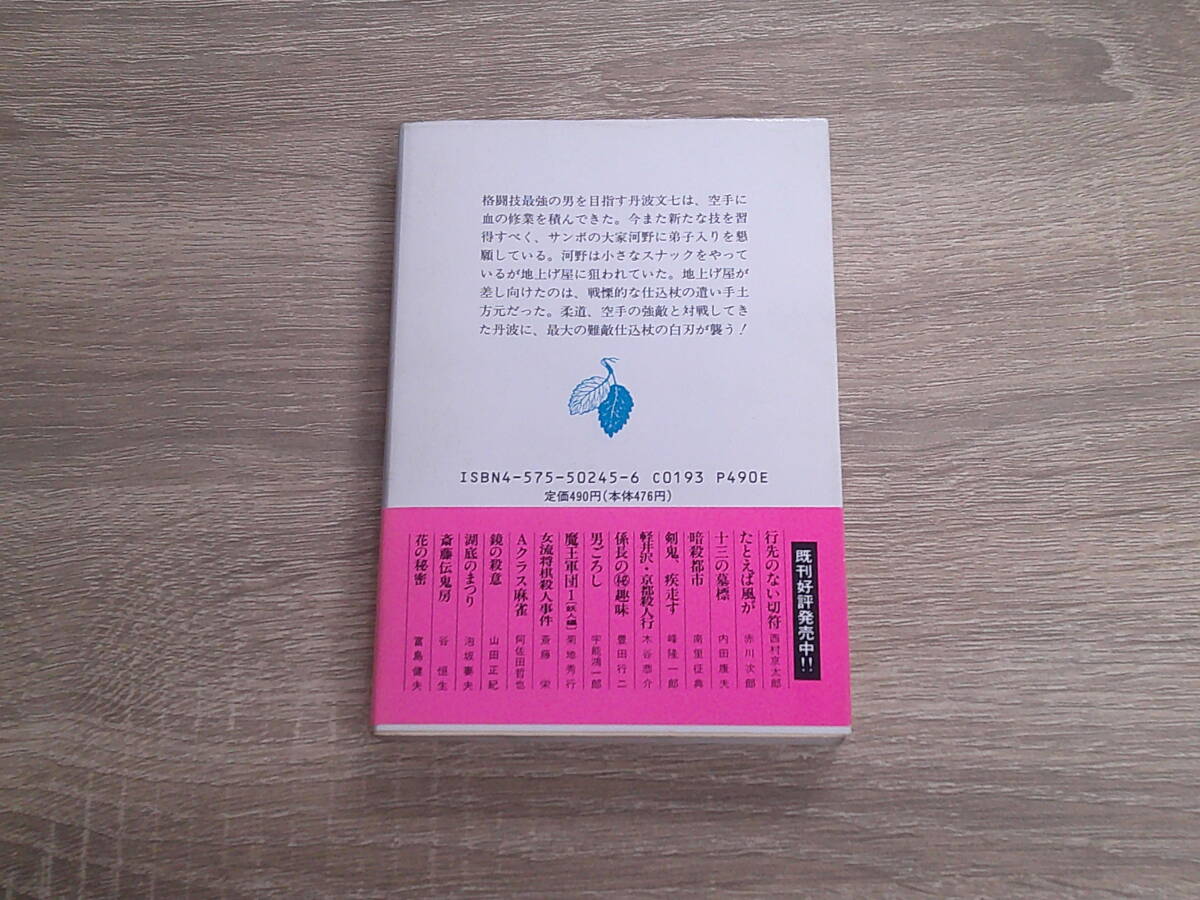 格闘技最強の男を目指す丹波文七は、空手に
血の修業を積んできた。今また新たな技を習
得すべく、サンボの大家河野に弟子入りを懇
願している。河野は小さなスナックをやって
いるが地上げ屋に狙われていた。地上げ屋が
差し向けたのは、戦慄的な仕込杖の遣い手土
方元だった。柔道、空手の強敵と対戦してき
た丹波に、最大の難敵仕込杖の白刃が襲う!
ISBN4-575-50245-6 C0193 P490E
定価490円(本体476円)
既刊好評発売中!!
行先のない切符 西村京太郎
たとえば風が 赤川次郎
十三の墓標 内田康夫
暗殺都市 南里征典
剣鬼、疾走す 峰隆一郎
軽井沢・京都殺人行 木谷恭介
係長の㊙趣味 豊田行二
男ごろし 宇能鴻一郎
魔王軍団1[妖人編] 菊地秀行
女流将棋殺人事件 斎藤栄
Aクラス麻雀 阿佐田哲也
鏡の殺意 山田正紀
湖底のまつり 泡坂妻夫
斎藤伝鬼房 谷恒生
花の秘密 富島健夫